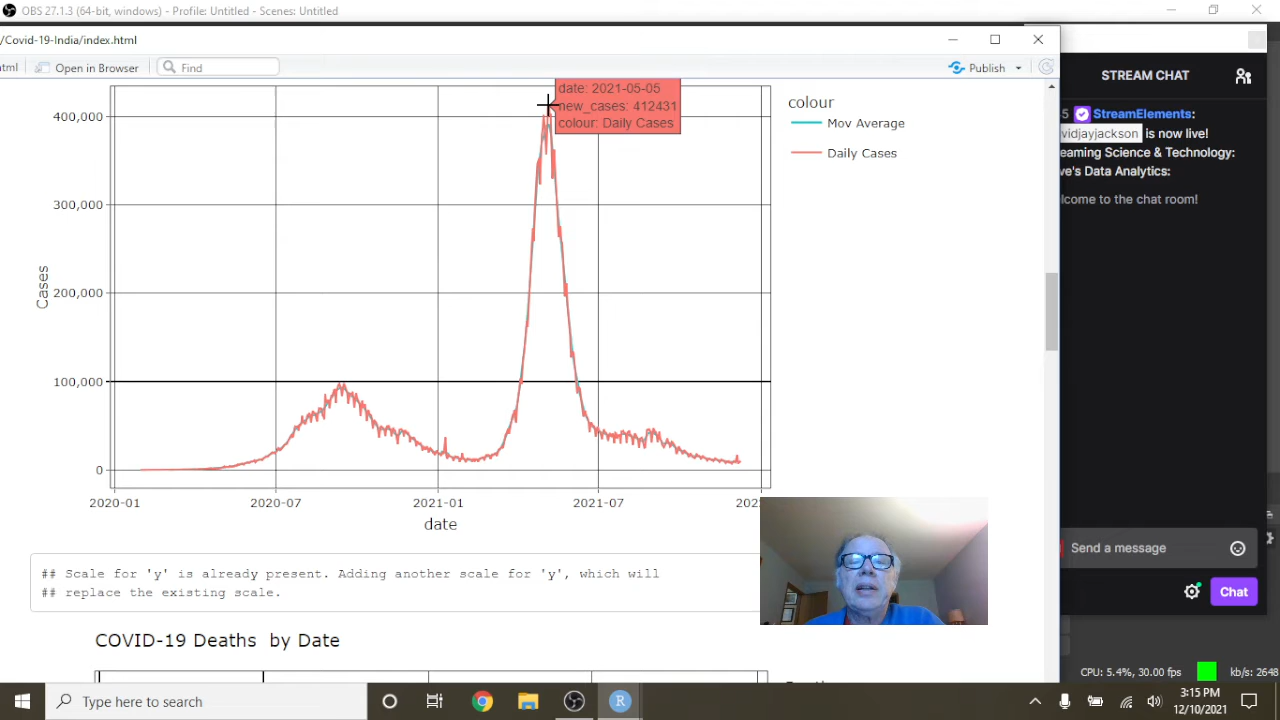 OBS 27.1.3 (64-bit, windows) - Profile: Untitled - Scenes: Untitled
/Covid-19-India/index.html
html
Open in Browser
Find
Publish
date: 2021-05-05
new_cases: 412431
colour: Daily Cases
colour
Mov Average
Daily Cases
400,000
300,000
200,000
100,000
0
Cases
2020-01
2020-07
2021-01
2021-07
date
## Scale for 'y' is already present. Adding another scale for 'y', which will
## replace the existing scale.
COVID-19 Deaths by Date
STREAM CHAT
5 StreamElements:
vidjayjackson is now live!
eaming Science & Technology:
ve's Data Analytics:
lcome to the chat room!
Send a message
Chat
CPU: 5.4%, 30.00 fps
kb/s: 2648
Type here to search
R
3:15 PM
12/10/2021